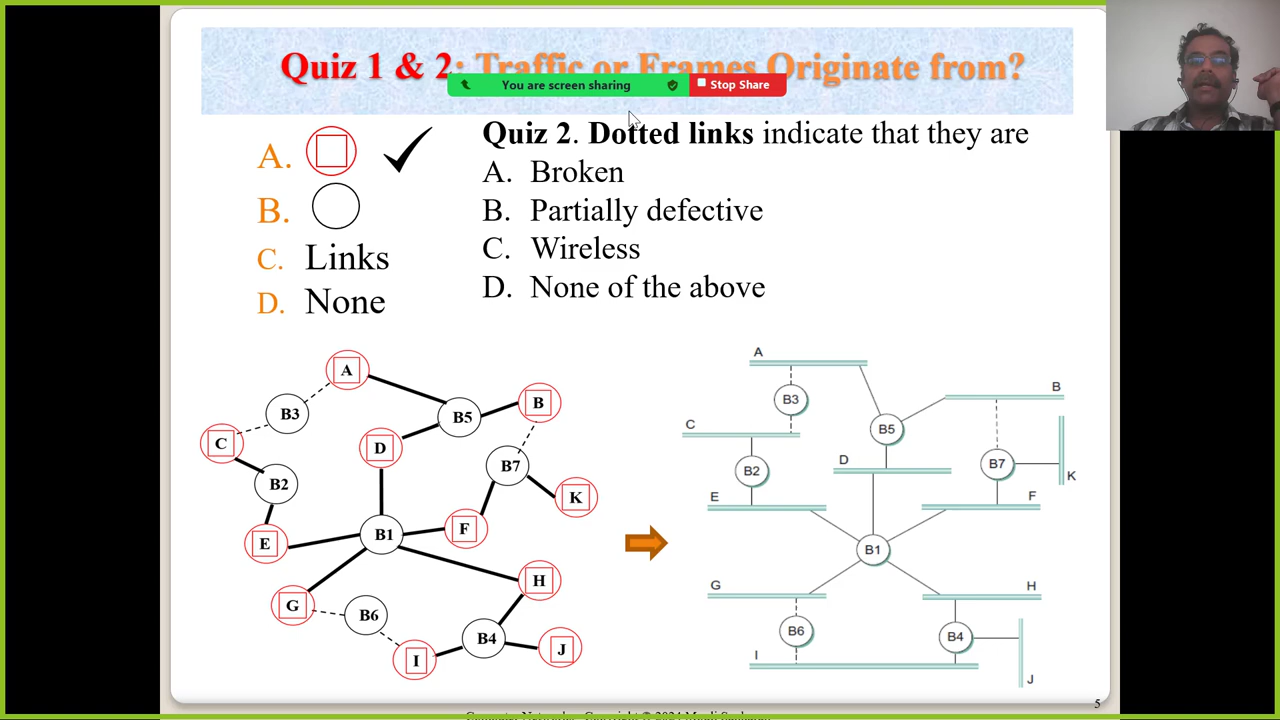 Quiz 1 & 2: Traffic or Frames Originate from?
You are screen sharing
Stop Share
A.
B.
C. Links
D. None
Quiz 2. Dotted links indicate that they are
A. Broken
B. Partially defective
C. Wireless
D. None of the above
A
B3
B5
B
C
D
B7
B2
K
E
B1
F
G
B6
H
B4
I
J
A
B
B3
C
B5
D
B2
B7
K
E
F
B1
G
H
B6
B4
I
J
5